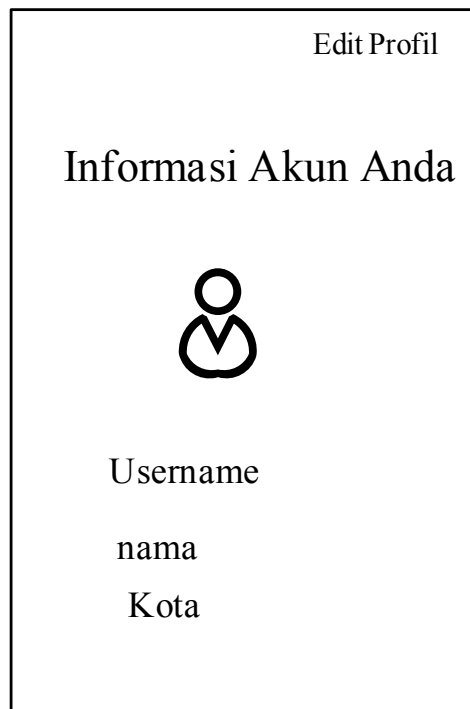 Edit Profil
Informasi Akun Anda
Username
nama
Kota